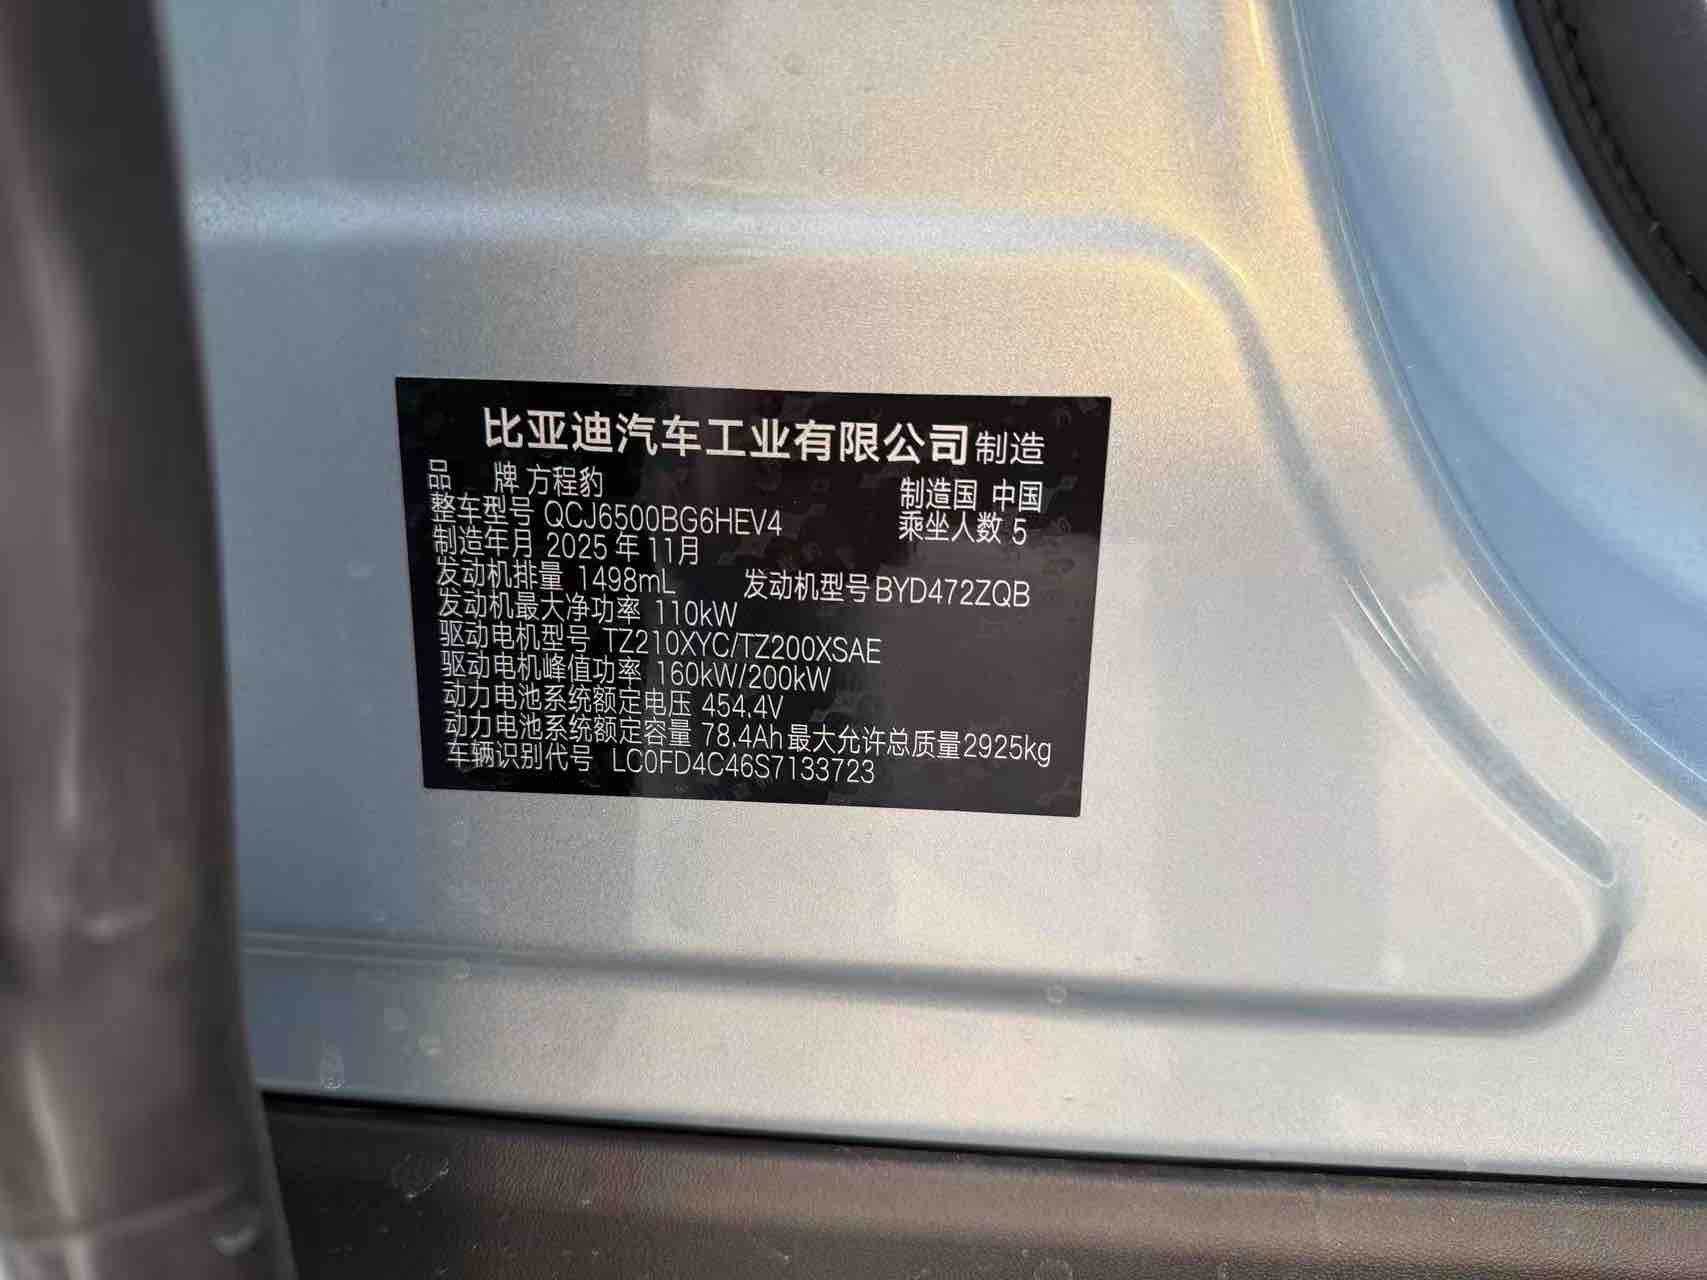 比亚迪汽车工业有限公司制造
品 牌 方程豹 制造国 中国
整车型号 QCJ6500BG6HEV4 乘坐人数 5
制造年月 2025 年 11月
发动机排量 1498mL 发动机型号 BYD472ZQB
发动机最大净功率 110kW
驱动电机型号 TZ210XYC/TZ200XSAE
驱动电机峰值功率 160kW/200kW
动力电池系统额定电压 454.4V
动力电池系统额定容量 78.4Ah 最大允许总质量2925kg
车辆识别代号 LC0FD4C46S7133723